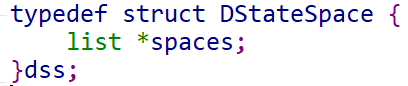 typedef struct DStateSpace {
    list *spaces;
}dss;